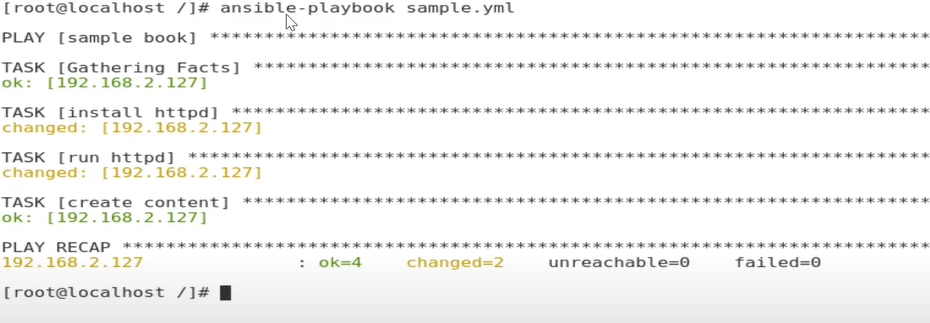 [root@localhost /]# ansible-playbook sample.yml
PLAY [sample book] ******************************************************************
TASK [Gathering Facts] **************************************************************
ok: [192.168.2.127]
TASK [install httpd] ****************************************************************
changed: [192.168.2.127]
TASK [run httpd] ********************************************************************
changed: [192.168.2.127]
TASK [create content] ***************************************************************
ok: [192.168.2.127]
PLAY RECAP **************************************************************************
192.168.2.127 : ok=4 changed=2 unreachable=0 failed=0
[root@localhost /]#